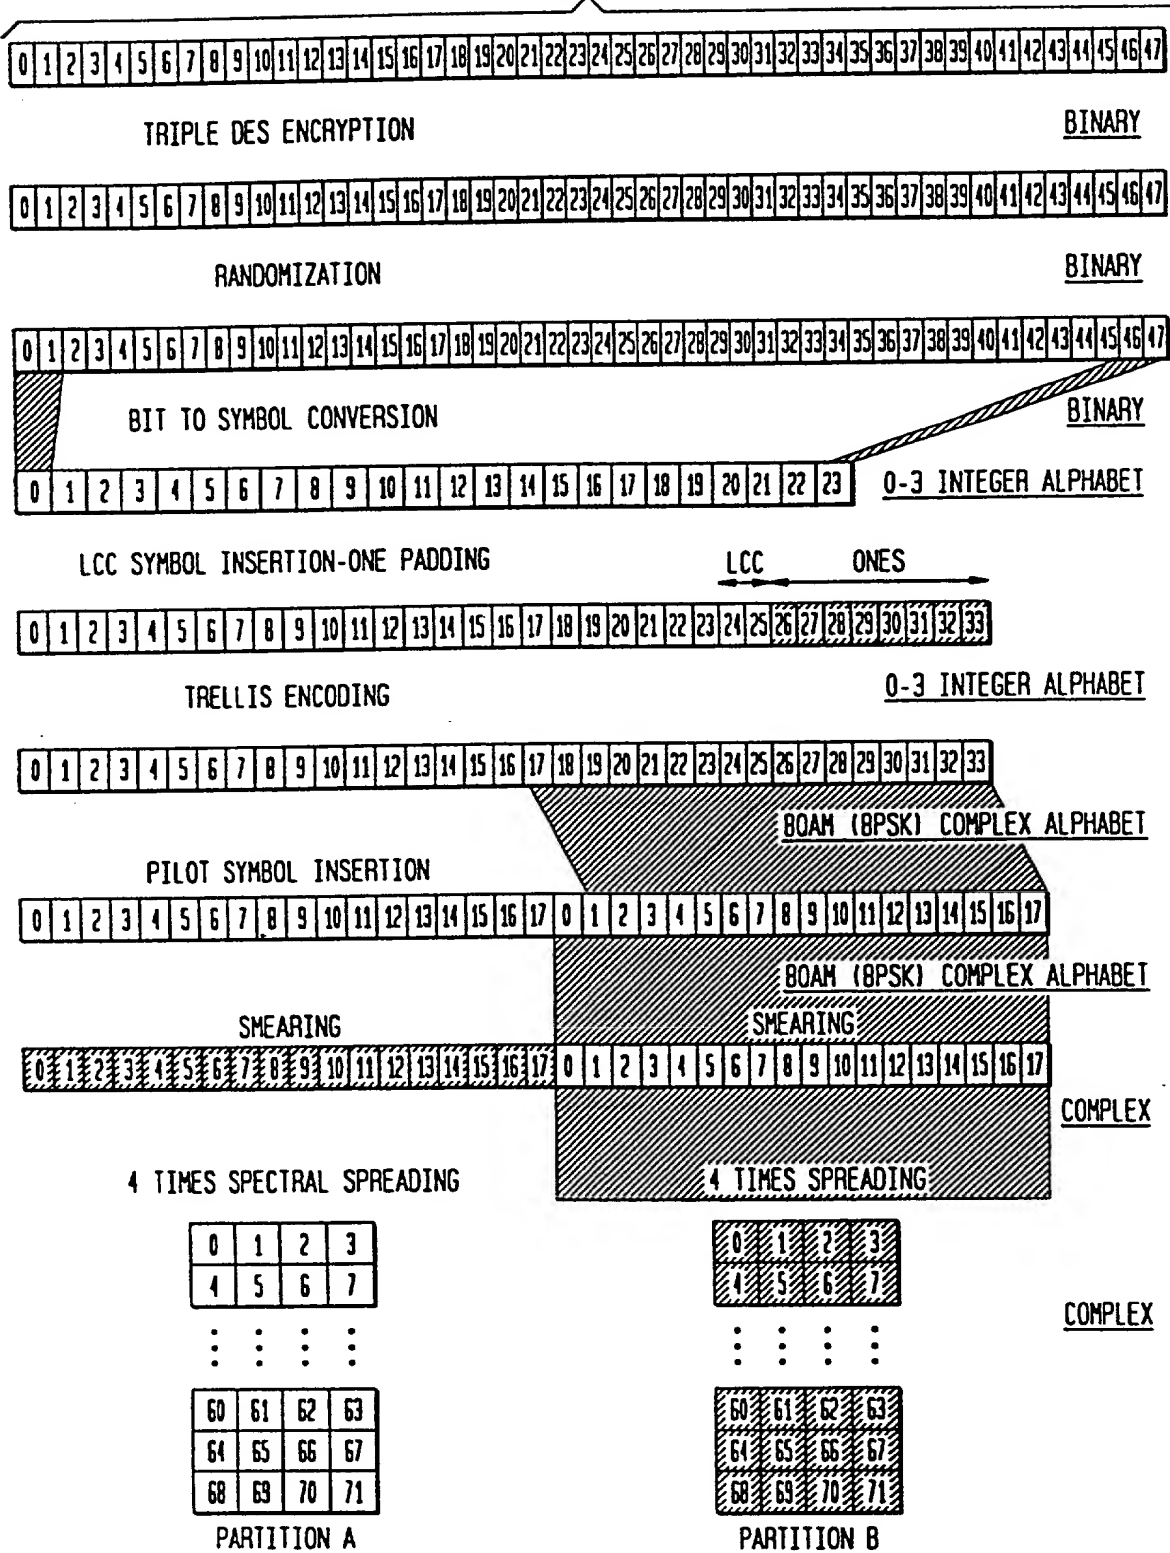 0 1 2 3 4 5 6 7 8 9 10 11 12 13 14 15 16 17 18 19 20 21 22 23 24 25 26 27 28 29 30 31 32 33 34 35 36 37 38 39 40 41 42 43 44 45 46 47
TRIPLE DES ENCRYPTION BINARY
0 1 2 3 4 5 6 7 8 9 10 11 12 13 14 15 16 17 18 19 20 21 22 23 24 25 26 27 28 29 30 31 32 33 34 35 36 37 38 39 40 41 42 43 44 45 46 47
RANDOMIZATION BINARY
0 1 2 3 4 5 6 7 8 9 10 11 12 13 14 15 16 17 18 19 20 21 22 23 24 25 26 27 28 29 30 31 32 33 34 35 36 37 38 39 40 41 42 43 44 45 46 47
BIT TO SYMBOL CONVERSION BINARY
0 1 2 3 4 5 6 7 8 9 10 11 12 13 14 15 16 17 18 19 20 21 22 23 0-3 INTEGER ALPHABET
LCC SYMBOL INSERTION-ONE PADDING LCC ONES
0 1 2 3 4 5 6 7 8 9 10 11 12 13 14 15 16 17 18 19 20 21 22 23 24 25 26 27 28 29 30 31 32 33
TRELLIS ENCODING 0-3 INTEGER ALPHABET
0 1 2 3 4 5 6 7 8 9 10 11 12 13 14 15 16 17 18 19 20 21 22 23 24 25 26 27 28 29 30 31 32 33
8OAM (8PSK) COMPLEX ALPHABET
PILOT SYMBOL INSERTION
0 1 2 3 4 5 6 7 8 9 10 11 12 13 14 15 16 17 0 1 2 3 4 5 6 7 8 9 10 11 12 13 14 15 16 17
8OAM (8PSK) COMPLEX ALPHABET
SMEARING SMEARING
0 1 2 3 4 5 6 7 8 9 10 11 12 13 14 15 16 17 0 1 2 3 4 5 6 7 8 9 10 11 12 13 14 15 16 17
COMPLEX
4 TIMES SPECTRAL SPREADING 4 TIMES SPREADING
0 1 2 3 0 1 2 3
4 5 6 7 4 5 6 7
COMPLEX
60 61 62 63 60 61 62 63
64 65 66 67 64 65 66 67
68 69 70 71 68 69 70 71
PARTITION A PARTITION B